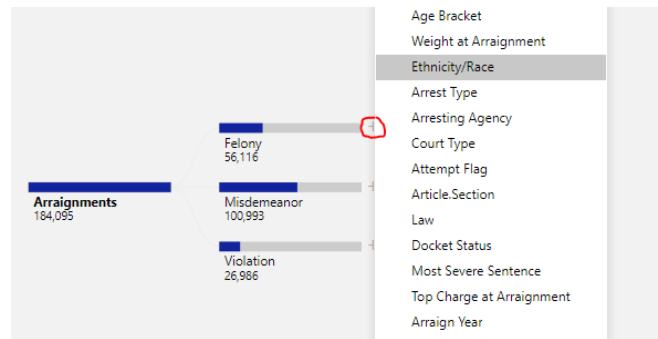 Age Bracket
Weight at Arraignment
Ethnicity/Race
Arrest Type
Arresting Agency
Court Type
Attempt Flag
Article.Section
Law
Docket Status
Most Severe Sentence
Top Charge at Arraignment
Arraign Year
Felony
56,116
Arraignments
184,095
Misdemeanor
100,993
Violation
26,986